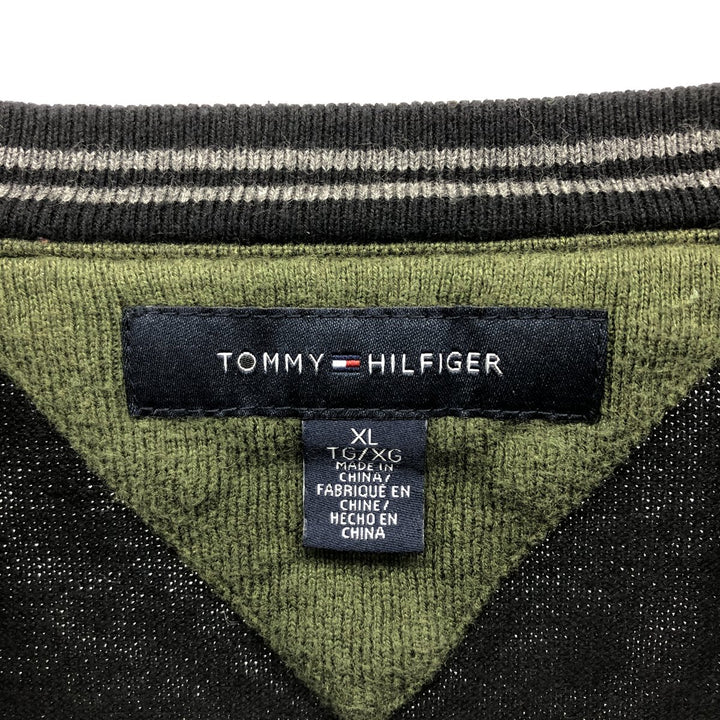 TOMMY HILFIGER
XL
TG/XG
MADE IN
CHINA/
FABRIQUÉ EN
CHINE/
HECHO EN
CHINA